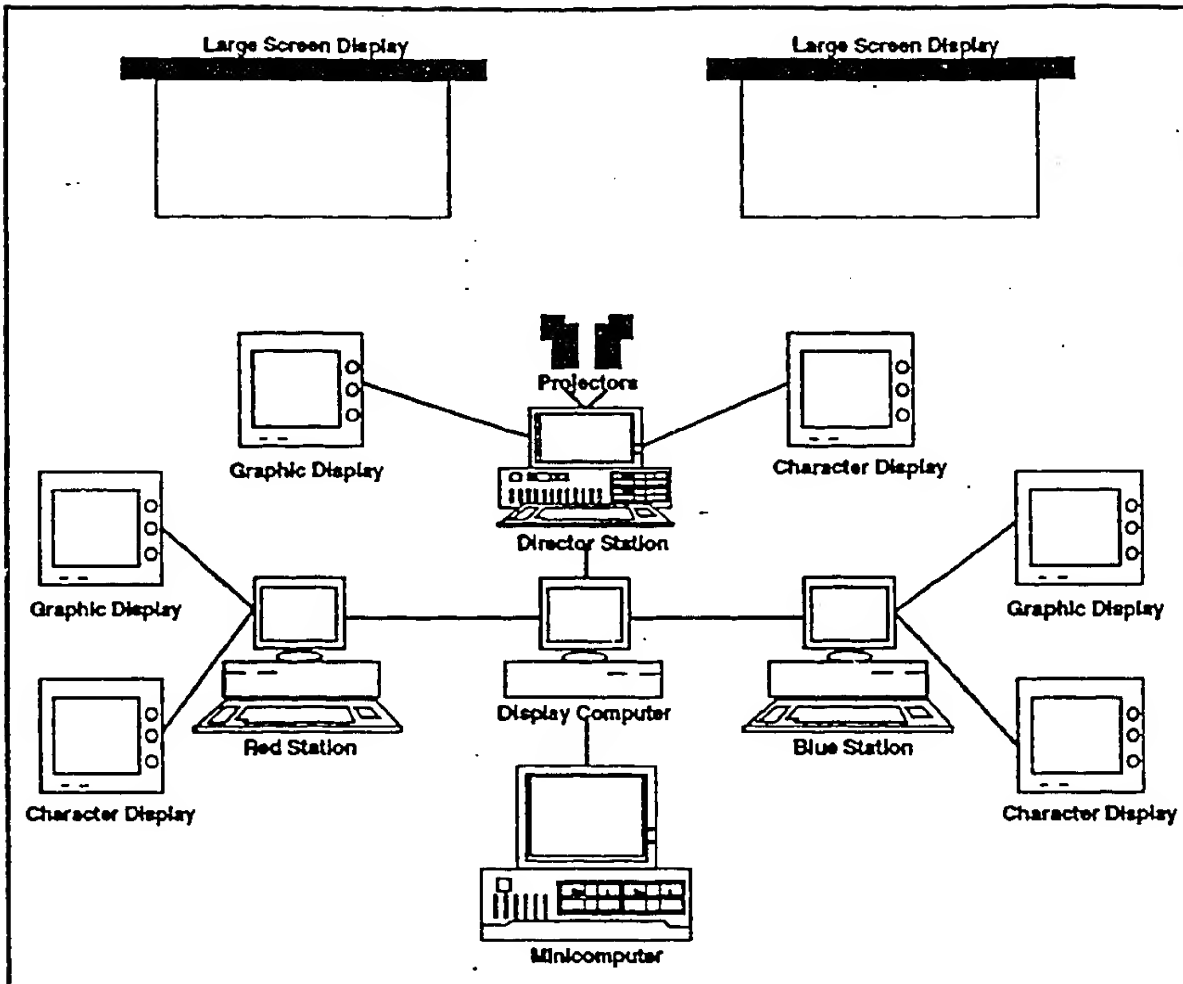 Large Screen Display
Large Screen Display
Projectors
Graphic Display
Character Display
Director Station
Graphic Display
Graphic Display
Display Computer
Red Station
Blue Station
Character Display
Character Display
Minicomputer